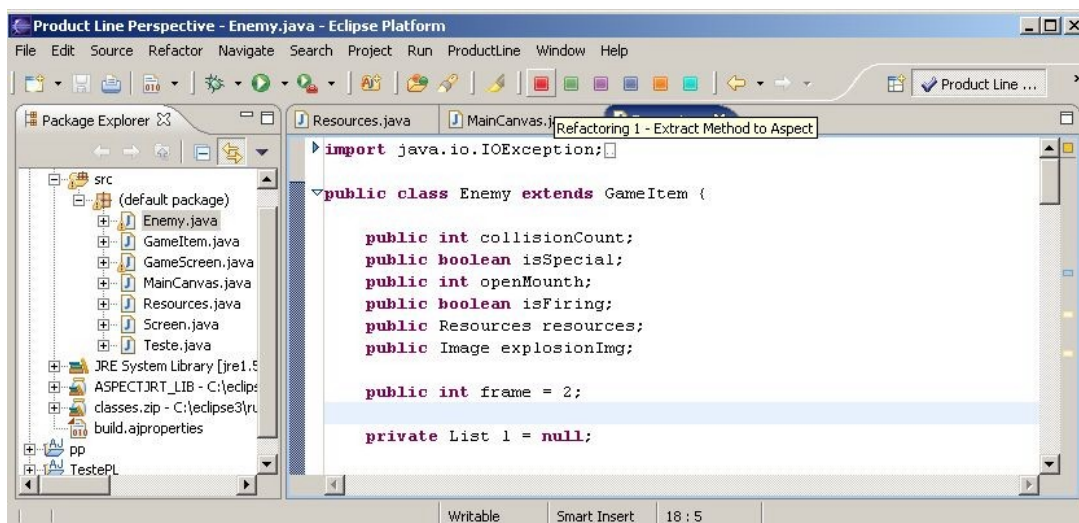 Product Line Perspective - Enemy.java - Eclipse Platform
File Edit Source Refactor Navigate Search Project Run ProductLine Window Help
Product Line ...
Package Explorer
Resources.java MainCanvas.j
Refactoring 1 - Extract Method to Aspect
src
(default package)
Enemy.java
GameItem.java
GameScreen.java
MainCanvas.java
Resources.java
Screen.java
Teste.java
JRE System Library [jre1.5
ASPECTJRT_LIB - C:\eclips
classes.zip - C:\eclipse3\ru
build.ajproperties
pp
TestePL
import java.io.IOException;
public class Enemy extends GameItem {
public int collisionCount;
public boolean isSpecial;
public int openMounth;
public boolean isFiring;
public Resources resources;
public Image explosionImg;
public int frame = 2;
private List l = null;
Writable Smart Insert 18 : 5